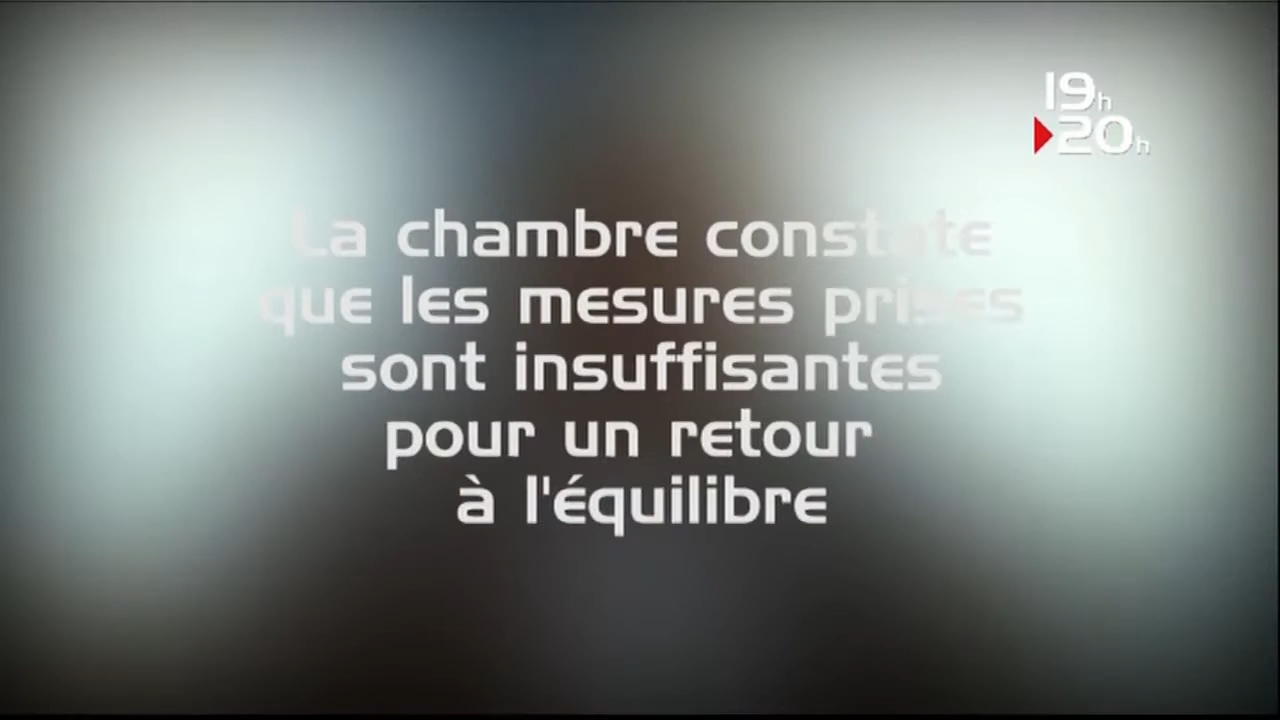 19h
20h
La chambre constate
que les mesures prises
sont insuffisantes
pour un retour
à l'équilibre